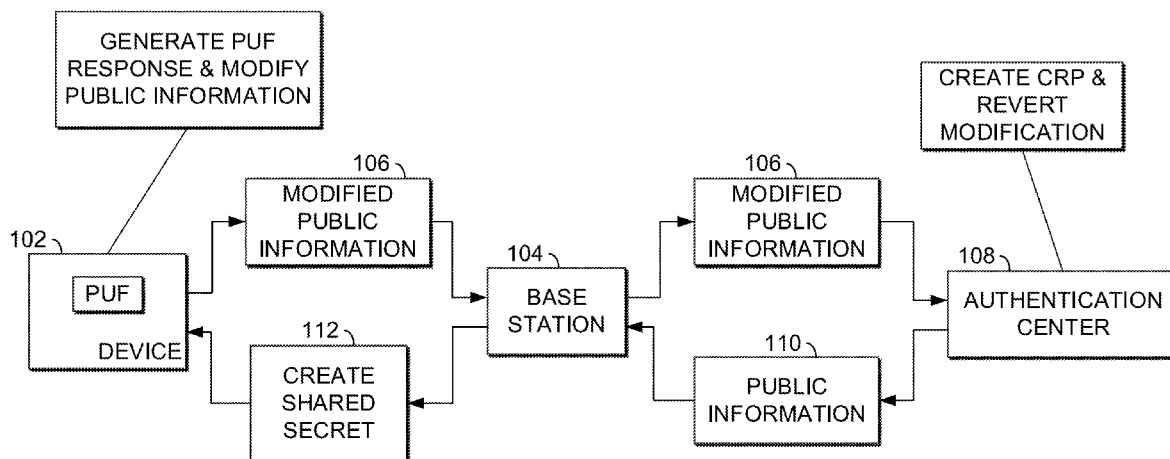 GENERATE PUF
RESPONSE & MODIFY
PUBLIC INFORMATION
CREATE CRP &
REVERT
MODIFICATION
106
MODIFIED
PUBLIC
INFORMATION
106
MODIFIED
PUBLIC
INFORMATION
102
PUF
DEVICE
104
BASE
STATION
108
AUTHENTICATION
CENTER
112
CREATE
SHARED
SECRET
110
PUBLIC
INFORMATION